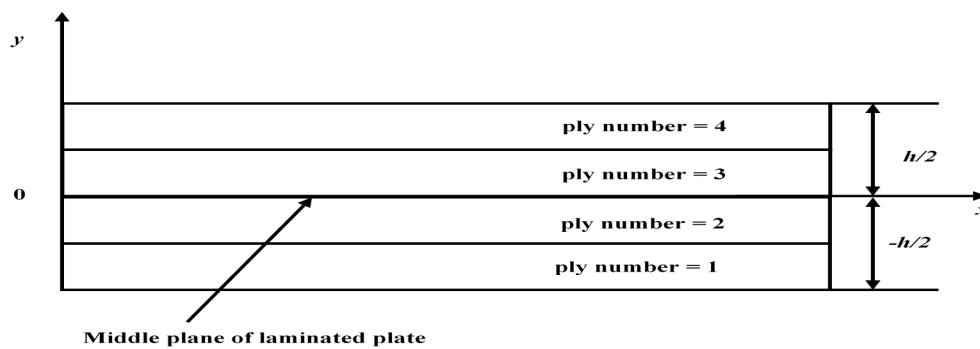 y
ply number = 4
h/2
ply number = 3
0
x
ply number = 2
-h/2
ply number = 1
Middle plane of laminated plate